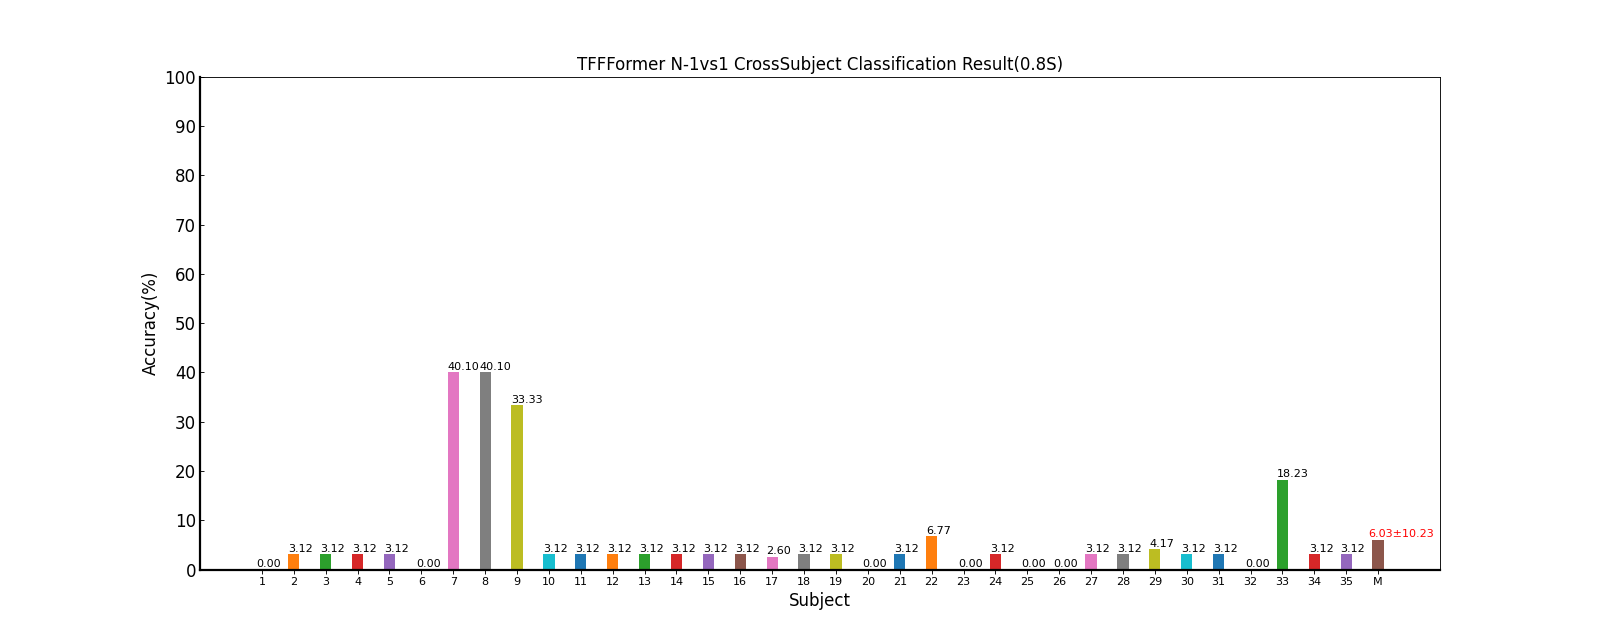 TFFFormer N-1vs1 CrossSubject Classification Result(0.8S)
100
90
80
70
60
50
40
30
20
10
0
Accuracy(%)
0.00 3.12 3.12 3.12 3.12 0.00 40.10 40.10 33.33 3.12 3.12 3.12 3.12 3.12 3.12 3.12 2.60 3.12 3.12 0.00 3.12 6.77 0.00 3.12 0.00 0.00 3.12 3.12 4.17 3.12 3.12 0.00 18.23 3.12 3.12 6.03±10.23
1 2 3 4 5 6 7 8 9 10 11 12 13 14 15 16 17 18 19 20 21 22 23 24 25 26 27 28 29 30 31 32 33 34 35 M
Subject